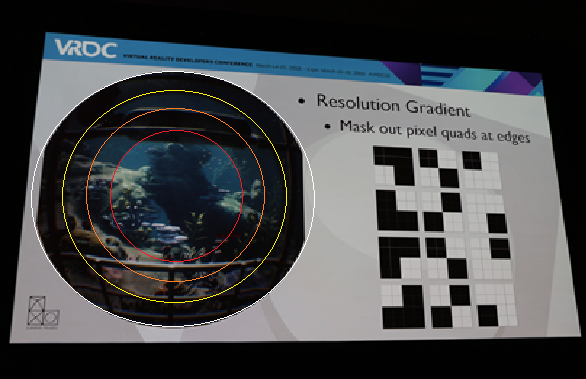 VRDC
VIRTUAL REALITY DEVELOPERS CONFERENCE
• Resolution Gradient
• Mask out pixel quads at edges